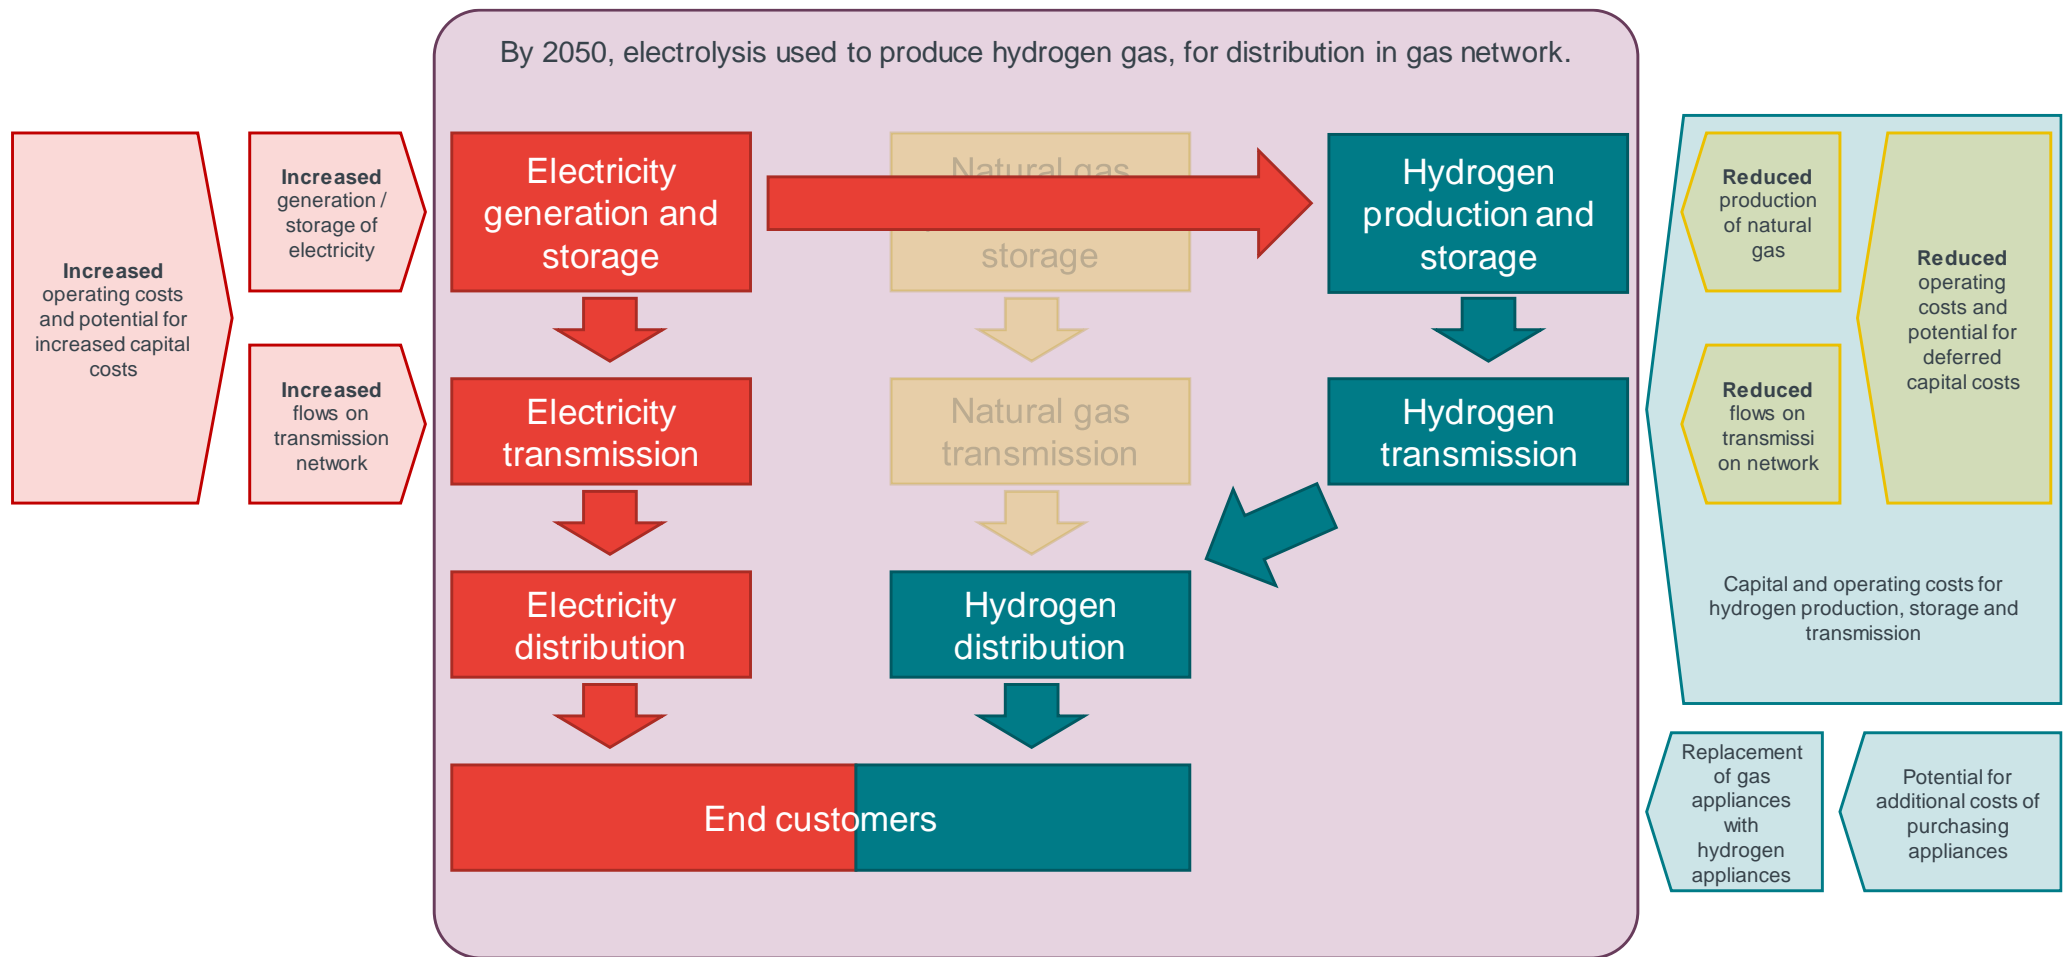 By 2050, electrolysis used to produce hydrogen gas, for distribution in gas network.
Increased
operating costs
and potential for
increased capital
costs
Increased
generation /
storage of
electricity
Increased
flows on
transmission
network
Electricity
generation and
storage
Natural gas
storage
Hydrogen
production and
storage
Electricity
transmission
Natural gas
transmission
Hydrogen
transmission
Electricity
distribution
Hydrogen
distribution
End customers
Reduced
production
of natural
gas
Reduced
flows on
transmissi
on network
Reduced
operating
costs and
potential for
deferred
capital costs
Capital and operating costs for
hydrogen production, storage and
transmission
Replacement
of gas
appliances
with
hydrogen
appliances
Potential for
additional costs of
purchasing
appliances